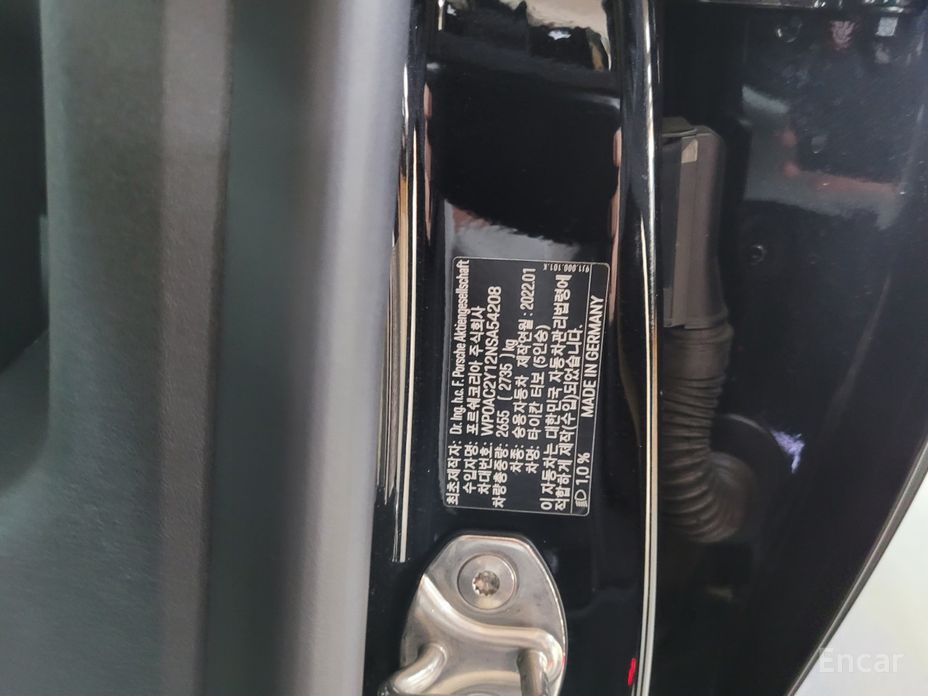 최초제작자: Dr. Ing. h.c. F. Porsche Aktiengesellschaft
수입자명: 포르쉐코리아 주식회사
차대번호: WP0AC2Y12NSA54208
차량총중량: 2655 ( 2735 ) kg
차종: 승용자동차 제작연월 : 2022.01
차명: 타이칸 터보 (5인승)
이 자동차는 대한민국 자동차관리법령에
적합하게 제작(수입)되었습니다.
1,0 % MADE IN GERMANY
911.000.101.K
Encar